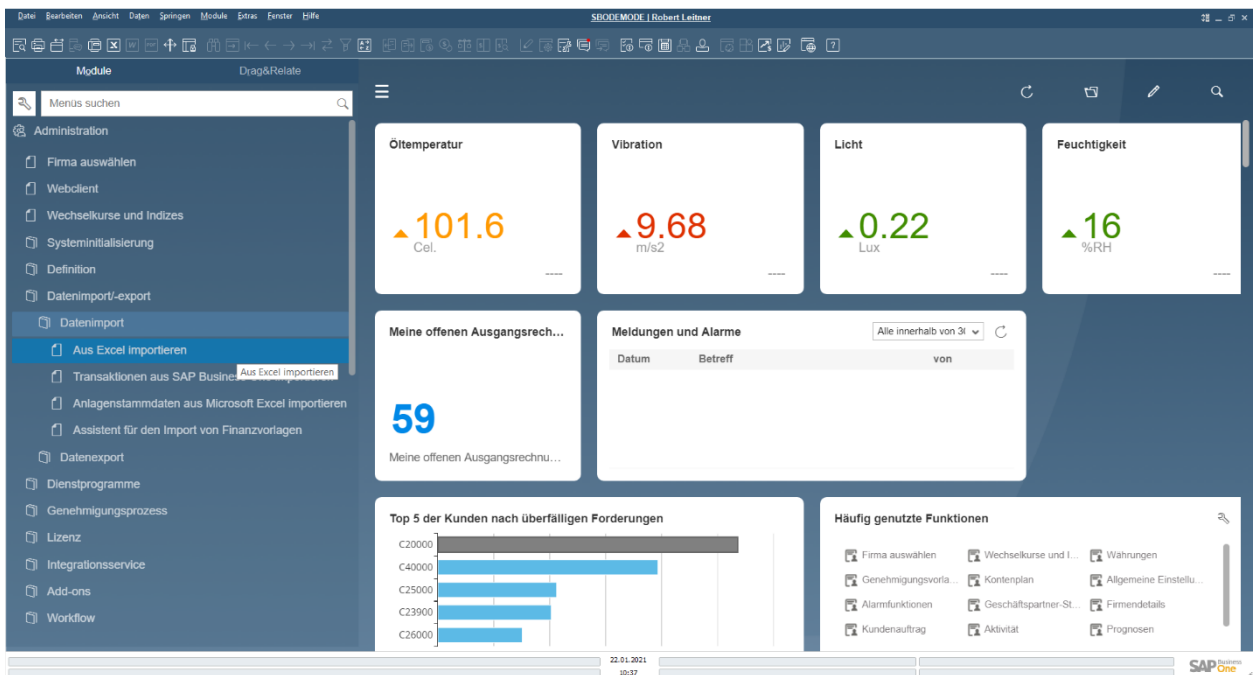 Datei Bearbeiten Ansicht Daten Springen Module Extras Fenster Hilfe
SBODEMODE | Robert Leitner
Module Drag&Relate
Menüs suchen
Administration
Firma auswählen
Webclient
Wechselkurse und Indizes
Systeminitialisierung
Definition
Datenimport/-export
Datenimport
Aus Excel importieren
Aus Excel importieren
Transaktionen aus SAP Business
Anlagenstammdaten aus Microsoft Excel importieren
Assistent für den Import von Finanzvorlagen
Datenexport
Dienstprogramme
Genehmigungsprozess
Lizenz
Integrationsservice
Add-ons
Workflow
Öltemperatur
101.6
Cel.
----
Vibration
9.68
m/s2
----
Licht
0.22
Lux
----
Feuchtigkeit
16
%RH
----
Meine offenen Ausgangsrech...
59
Meine offenen Ausgangsrechnu...
Meldungen und Alarme
Alle innerhalb von 3
Datum Betreff von
Top 5 der Kunden nach überfälligen Forderungen
C20000
C40000
C25000
C23900
C26000
Häufig genutzte Funktionen
Firma auswählen Wechselkurse und I... Währungen
Genehmigungsvorla... Kontenplan Allgemeine Einstellu...
Alarmfunktionen Geschäftspartner-St... Firmendetails
Kundenauftrag Aktivität Prognosen
22.01.2021
10:37
SAP Business One